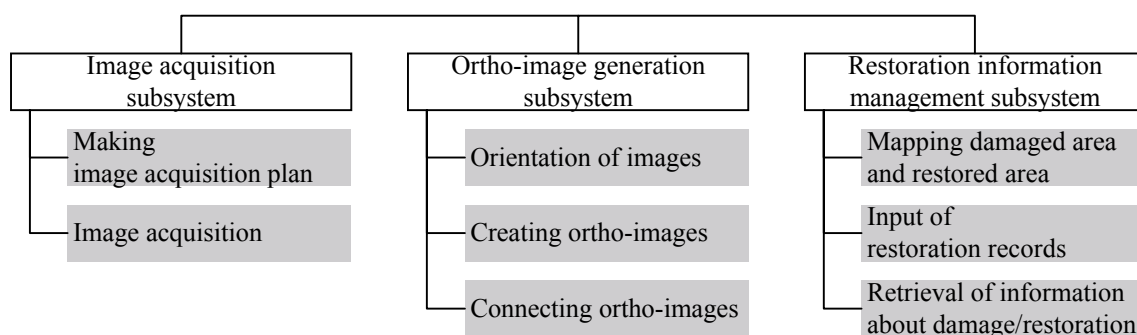 Image acquisition
subsystem
Making
image acquisition plan
Image acquisition
Ortho-image generation
subsystem
Orientation of images
Creating ortho-images
Connecting ortho-images
Restoration information
management subsystem
Mapping damaged area
and restored area
Input of
restoration records
Retrieval of information
about damage/restoration